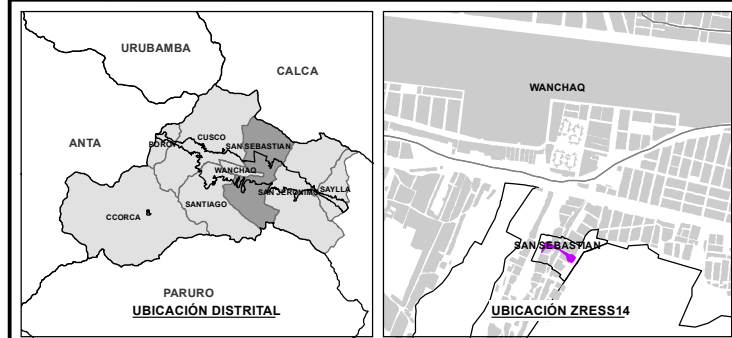 URUBAMBA
CALCA
ANTA
CUSCO
POROY
SAN SEBASTIAN
WANCHAQ
SAYLLA
SAN JERONIMO
SANTIAGO
CCORCA
PARURO
UBICACIÓN DISTRITAL
WANCHAQ
SAN SEBASTIAN
UBICACIÓN ZRESS14